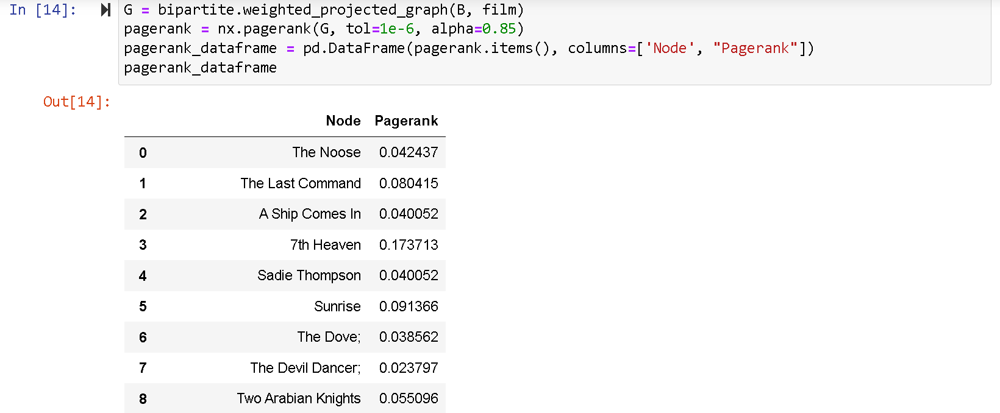 In [14]: G = bipartite.weighted_projected_graph(B, film)
pagerank = nx.pagerank(G, tol=1e-6, alpha=0.85)
pagerank_dataframe = pd.DataFrame(pagerank.items(), columns=['Node', "Pagerank"])
pagerank_dataframe
Out[14]:
Node Pagerank
0 The Noose 0.042437
1 The Last Command 0.080415
2 A Ship Comes In 0.040052
3 7th Heaven 0.173713
4 Sadie Thompson 0.040052
5 Sunrise 0.091366
6 The Dove; 0.038562
7 The Devil Dancer; 0.023797
8 Two Arabian Knights 0.055096